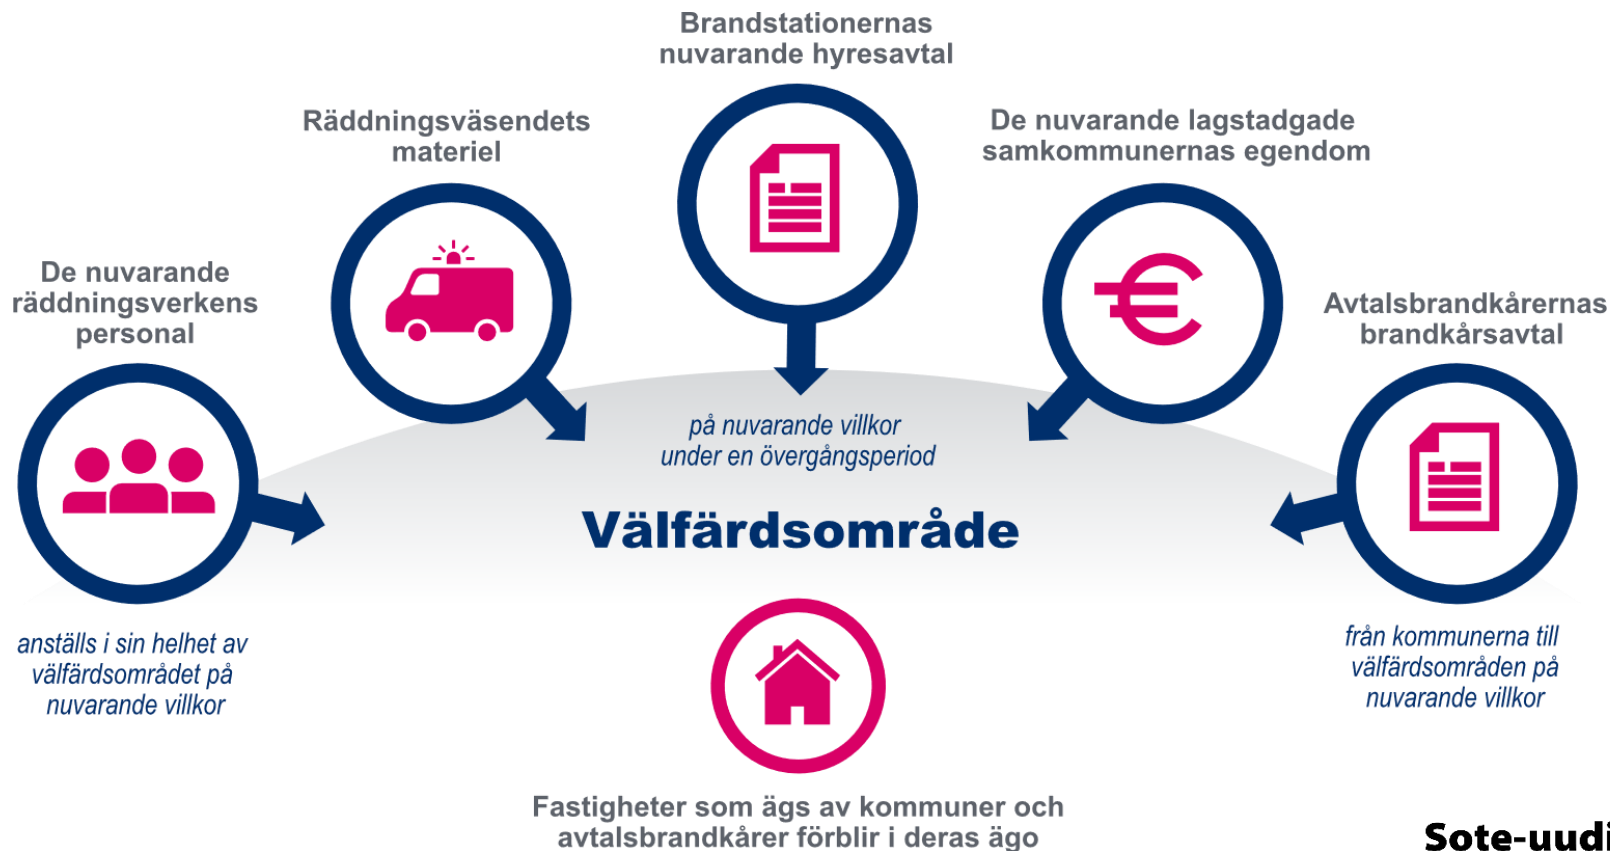 Brandstationernas
nuvarande hyresavtal
Räddningsväsendets
materiel
De nuvarande lagstadgade
samkommunernas egendom
De nuvarande
räddningsverkens
personal
Avtalsbrandkårernas
brandkårsavtal
på nuvarande villkor
under en övergångsperiod
Välfärdsområde
anställs i sin helhet av
välfärdsområdet på
nuvarande villkor
från kommunerna till
välfärdsområden på
nuvarande villkor
Fastigheter som ägs av kommuner och
avtalsbrandkårer förblir i deras ägo
Sote-uudi